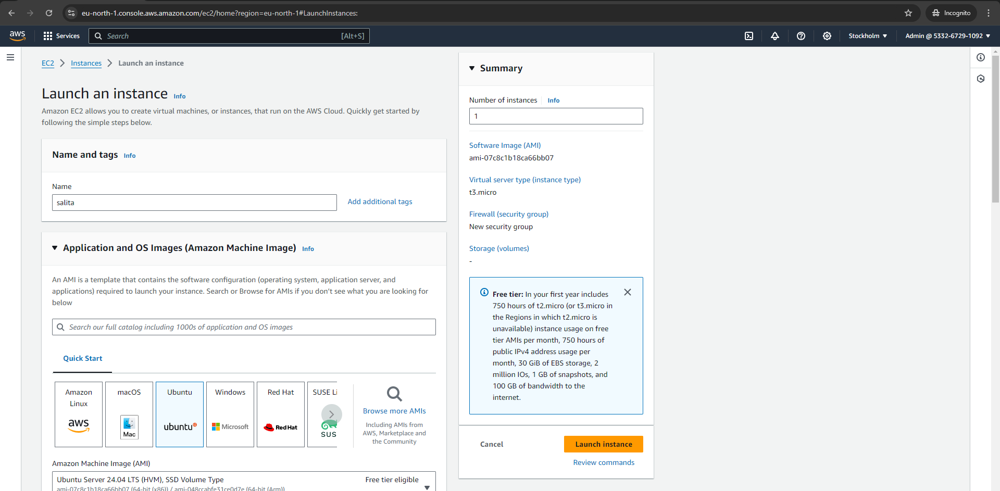 eu-north-1.console.aws.amazon.com/ec2/home?region=eu-north-1#LaunchInstances:
Incognito
aws
Services
Search
[Alt+S]
Stockholm
Admin @ 5332-6729-1092
EC2
Instances
Launch an instance
Launch an instance
Info
Amazon EC2 allows you to create virtual machines, or instances, that run on the AWS Cloud. Quickly get started by
following the simple steps below.
Name and tags
Info
Name
salita
Add additional tags
Application and OS Images (Amazon Machine Image)
Info
An AMI is a template that contains the software configuration (operating system, application server, and
applications) required to launch your instance. Search or Browse for AMIs if you don't see what you are looking for
below
Search our full catalog including 1000s of application and OS images
Quick Start
Amazon
Linux
aws
macOS
Mac
Ubuntu
ubuntu
Windows
Microsoft
Red Hat
Red Hat
SUSE Li
SUS
Browse more AMIs
Including AMIs from
AWS, Marketplace and
the Community
Amazon Machine Image (AMI)
Ubuntu Server 24.04 LTS (HVM), SSD Volume Type
Free tier eligible
ami-07c8c1b18ca66bb07 (64-bit (x86)) / ami-048ccabfe31ce0d7e (64-bit (Arm))
Summary
Number of instances
Info
1
Software Image (AMI)
ami-07c8c1b18ca66bb07
Virtual server type (instance type)
t3.micro
Firewall (security group)
New security group
Storage (volumes)
-
Free tier: In your first year includes
750 hours of t2.micro (or t3.micro in
the Regions in which t2.micro is
unavailable) instance usage on free
tier AMIs per month, 750 hours of
public IPv4 address usage per
month, 30 GiB of EBS storage, 2
million IOs, 1 GB of snapshots, and
100 GB of bandwidth to the
internet.
Cancel
Launch instance
Review commands